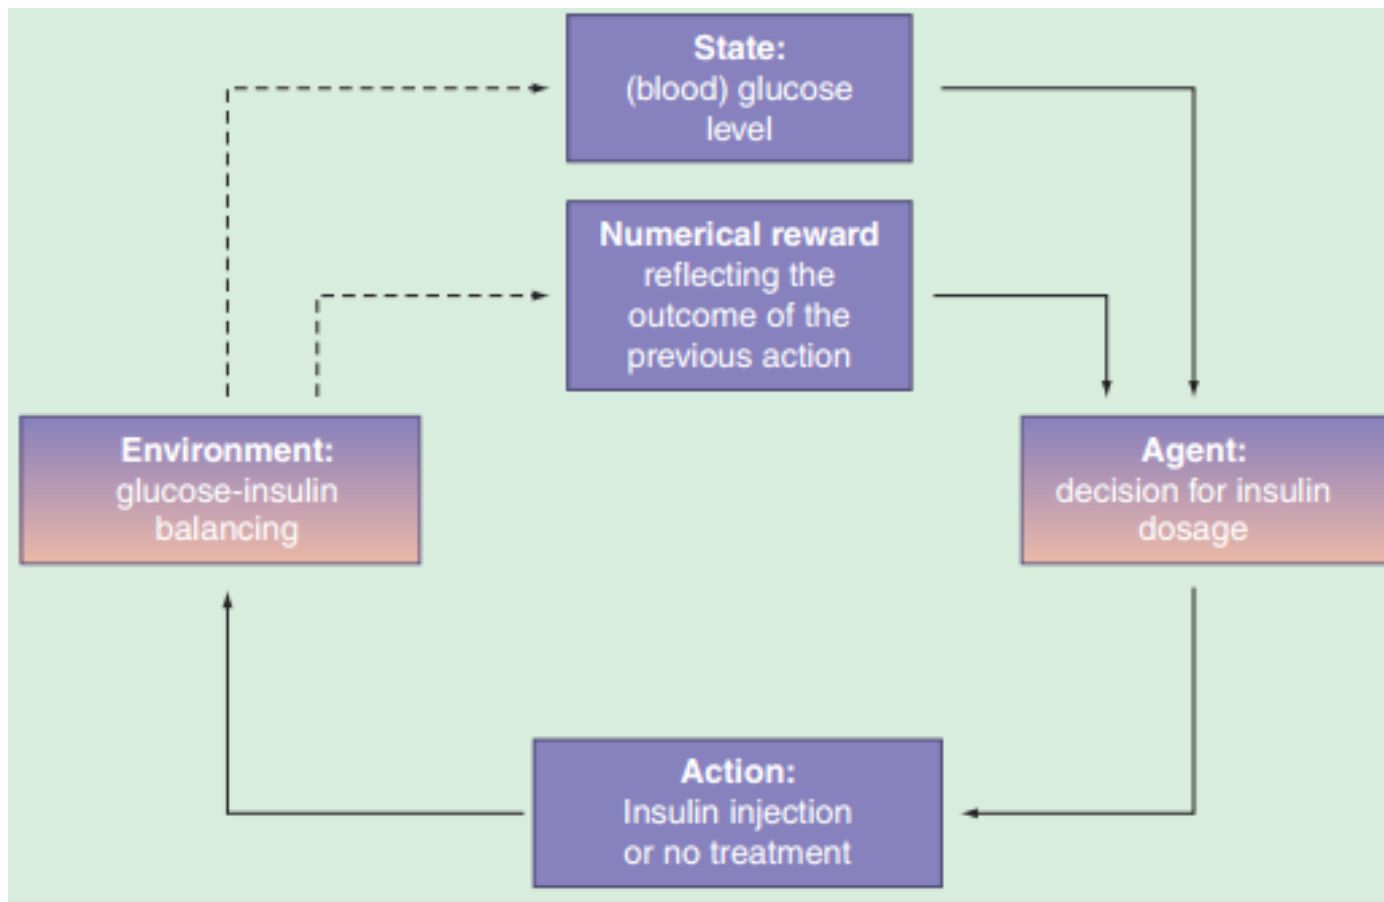 State:
(blood) glucose
level
Numerical reward
reflecting the
outcome of the
previous action
Environment:
glucose-insulin
balancing
Agent:
decision for insulin
dosage
Action:
Insulin injection
or no treatment